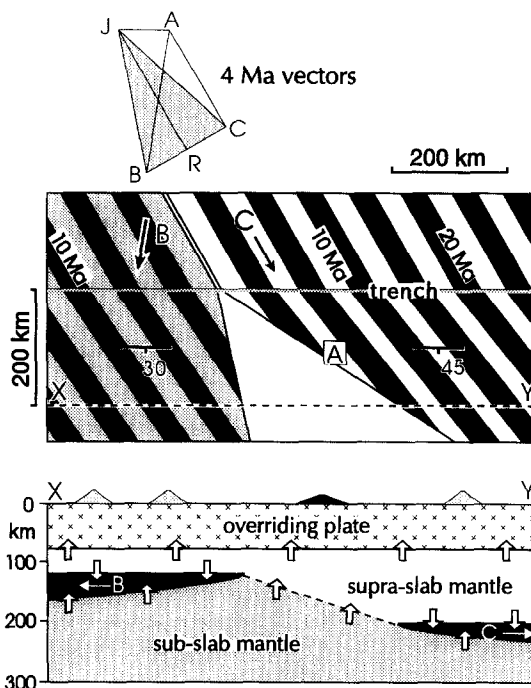 J A
4 Ma vectors
C
B R
200 km
10 Ma
B
C
10 Ma
20 Ma
trench
200 km
A
30
45
X Y
X Y
0
km
overriding plate
100
B
supra-slab mantle
200
C
sub-slab mantle
300